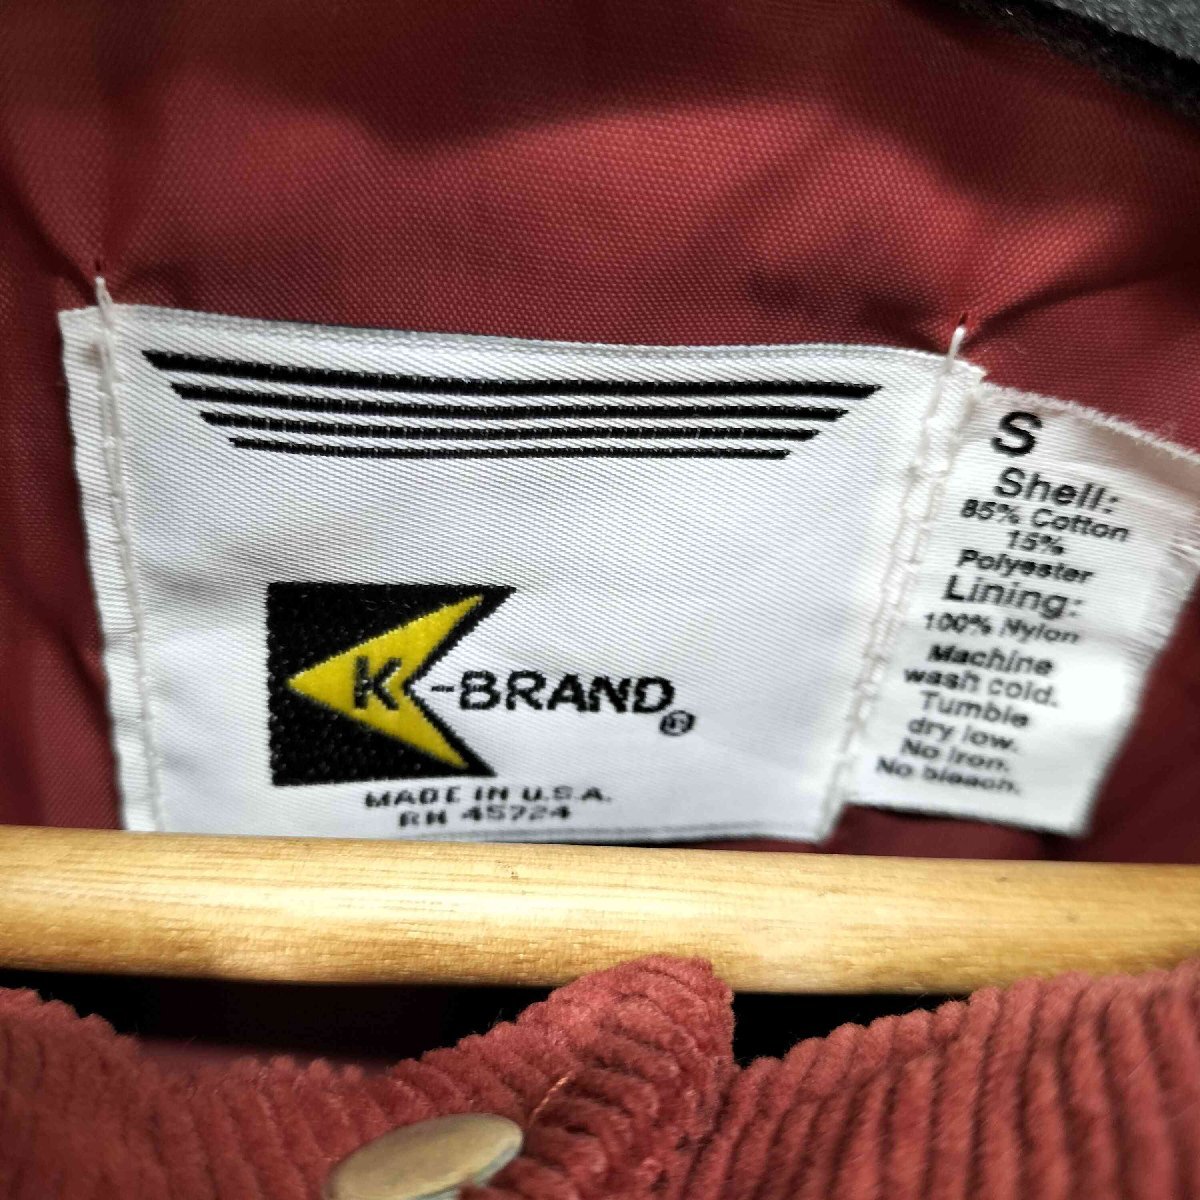 K-BRAND®
MADE IN U.S.A.
RN 45724
S
Shell:
85% Cotton
15%
Polyester
Lining:
100% Nylon
Machine
wash cold.
Tumble
dry low.
No iron.
No bleach.